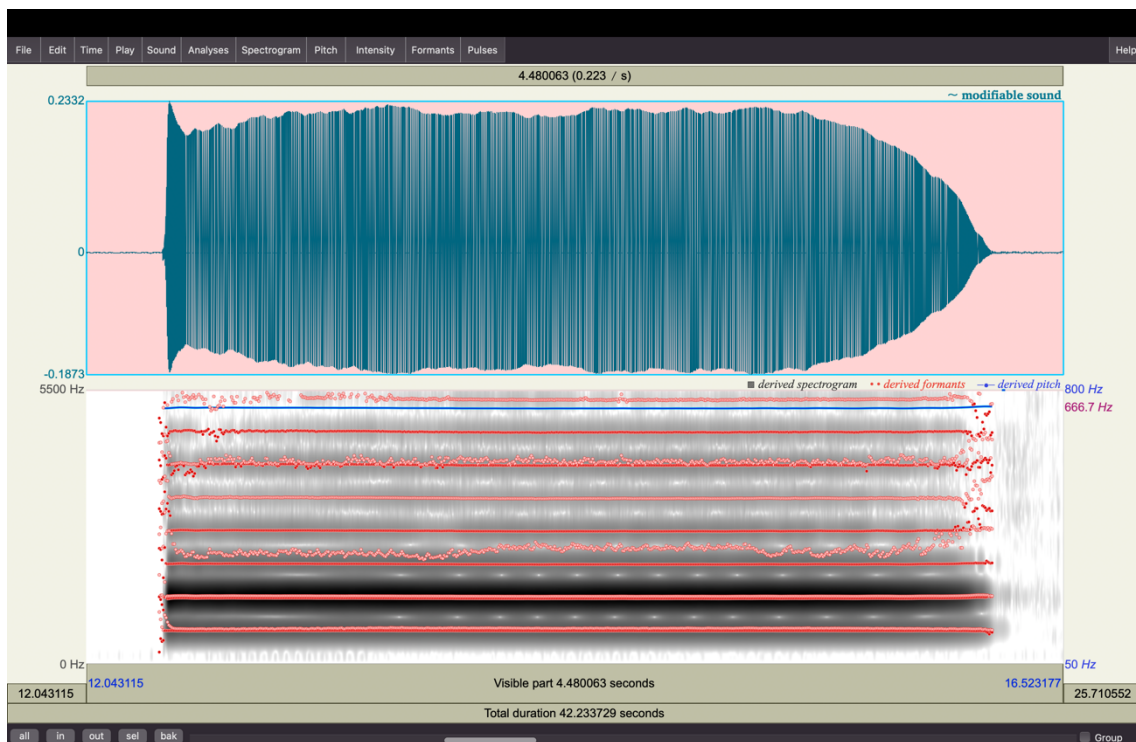 File Edit Time Play Sound Analyses Spectrogram Pitch Intensity Formants Pulses Help
4.480063 (0.223 / s)
0.2332
~ modifiable sound
0
-0.1873
5500 Hz
derived spectrogram derived formants derived pitch
800 Hz
666.7 Hz
0 Hz
50 Hz
12.043115
12.043115
Visible part 4.480063 seconds
16.523177
25.710552
Total duration 42.233729 seconds
all in out sel bak
Group